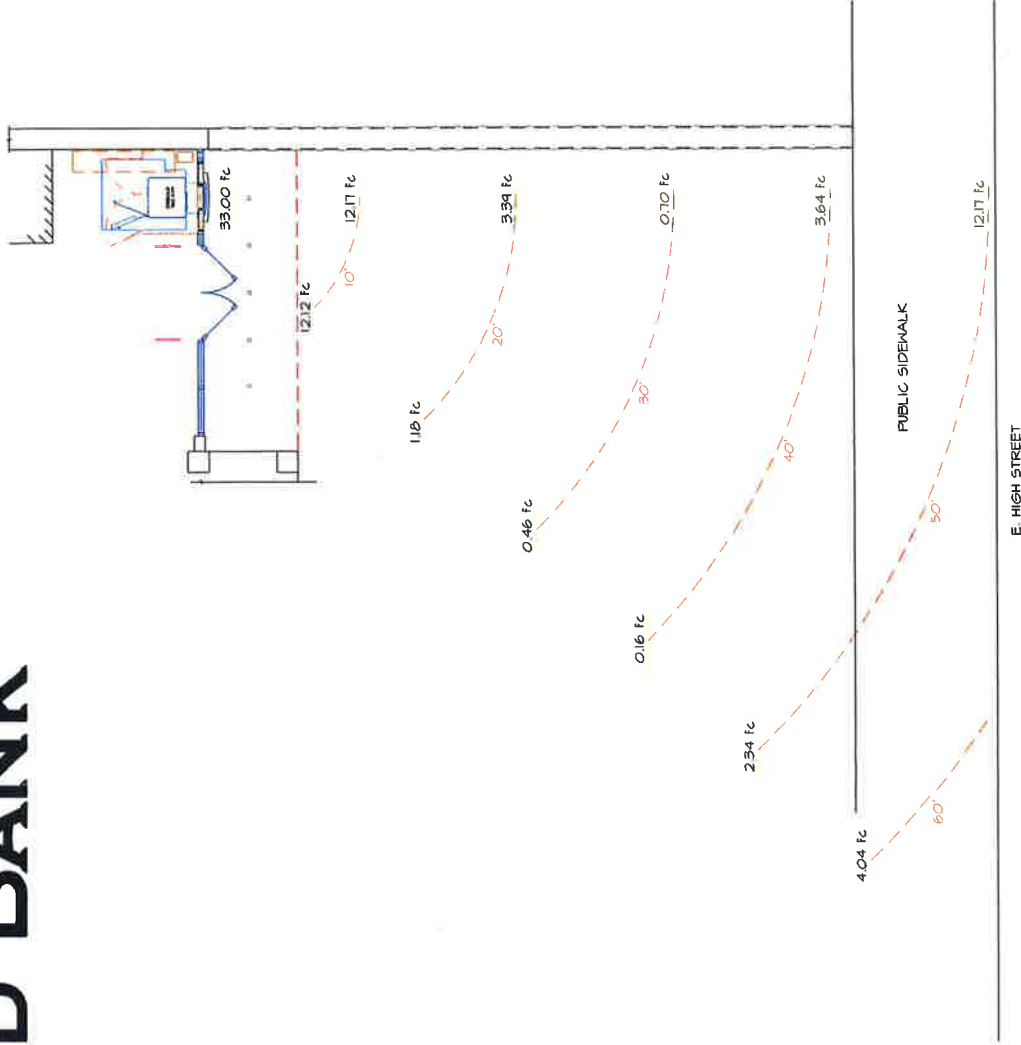 BANK
33.00 Fc
12.17 Fc
10'
12.12 Fc
3.39 Fc
20'
1.18 Fc
0.70 Fc
30'
0.46 Fc
3.64 Fc
40'
0.16 Fc
PUBLIC SIDEWALK
12.17 Fc
50'
2.34 Fc
60'
4.04 Fc
E. HIGH STREET